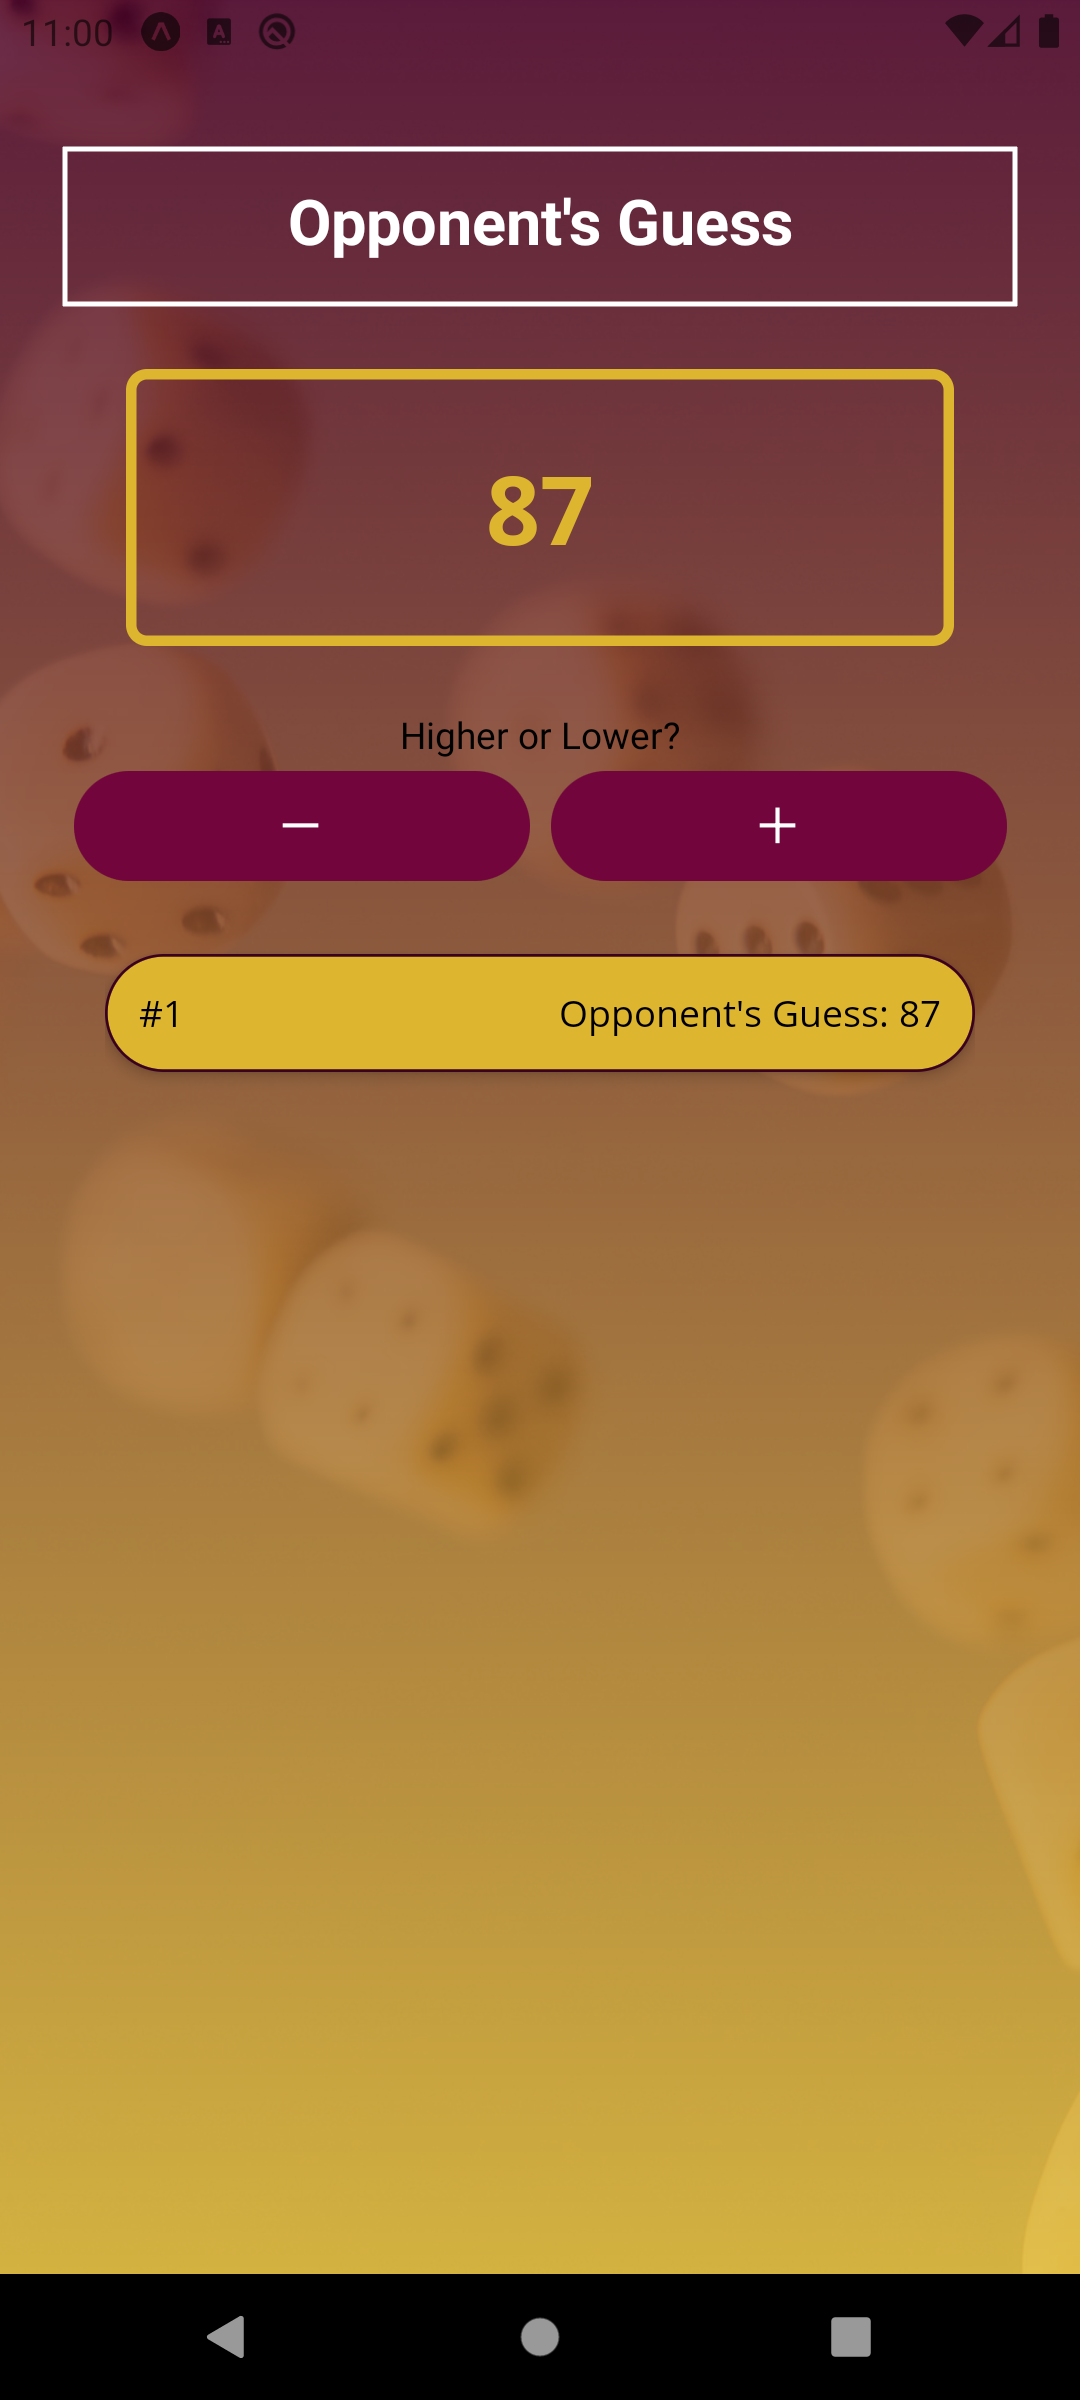 11:00
Opponent's Guess
87
Higher or Lower?
− +
#1 Opponent's Guess: 87